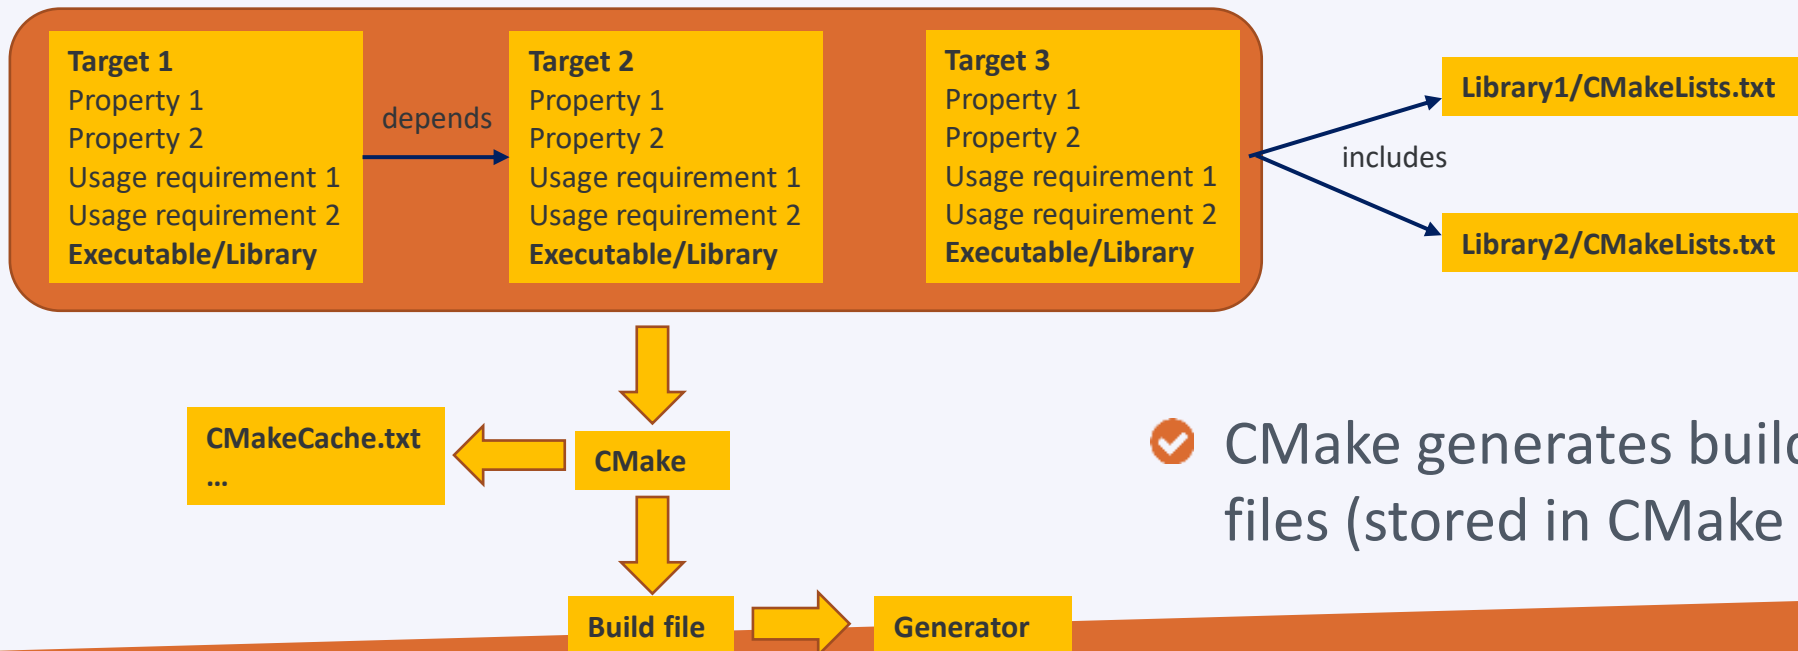 Target 1
Property 1
Property 2
Usage requirement 1
Usage requirement 2
Executable/Library
depends
Target 2
Property 1
Property 2
Usage requirement 1
Usage requirement 2
Executable/Library
Target 3
Property 1
Property 2
Usage requirement 1
Usage requirement 2
Executable/Library
includes
Library1/CMakeLists.txt
Library2/CMakeLists.txt
CMakeCache.txt
...
CMake
Build file
Generator
CMake generates build
files (stored in CMake